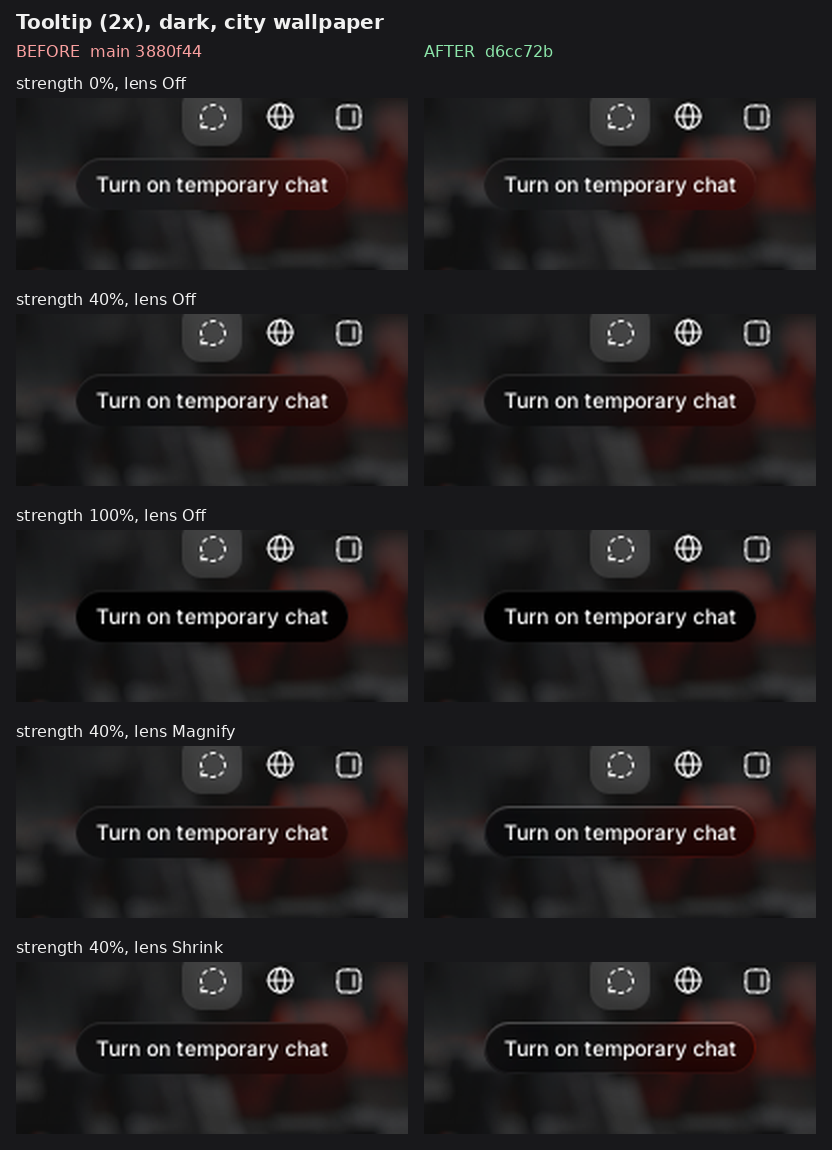 Tooltip (2x), dark, city wallpaper
BEFORE main 3880f44
AFTER d6cc72b
strength 0%, lens Off
Turn on temporary chat
Turn on temporary chat
strength 40%, lens Off
Turn on temporary chat
Turn on temporary chat
strength 100%, lens Off
Turn on temporary chat
Turn on temporary chat
strength 40%, lens Magnify
Turn on temporary chat
Turn on temporary chat
strength 40%, lens Shrink
Turn on temporary chat
Turn on temporary chat